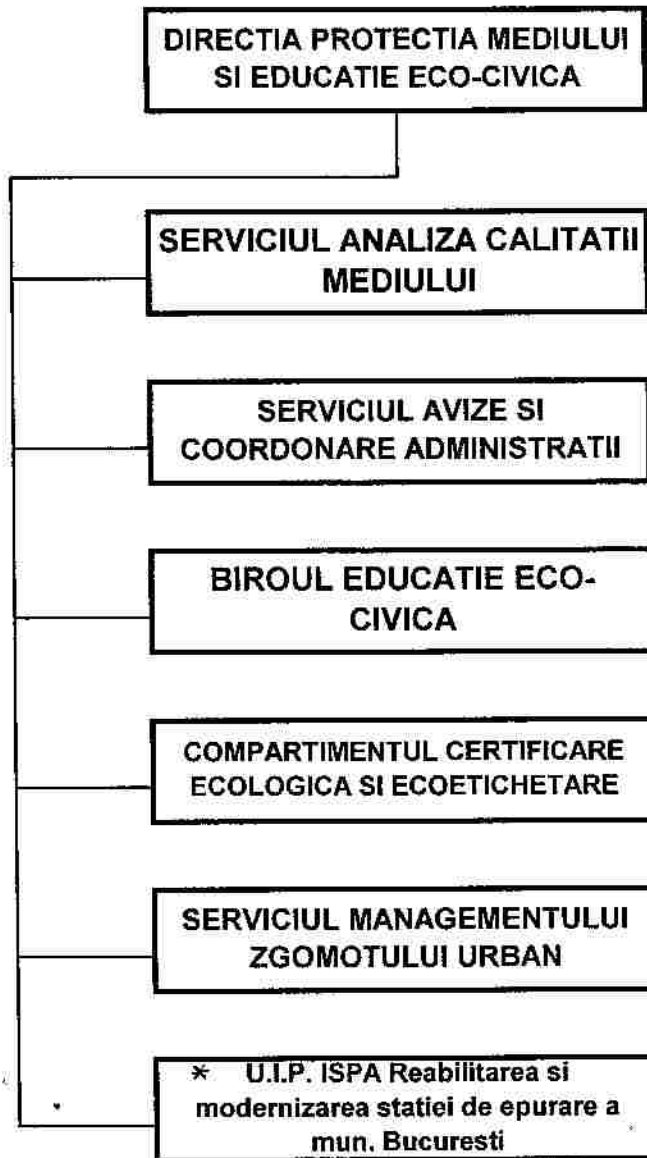 DIRECTIA PROTECTIA MEDIULUI
SI EDUCATIE ECO-CIVICA
SERVICIUL ANALIZA CALITATII
MEDIULUI
SERVICIUL AVIZE SI
COORDONARE ADMINISTRATII
BIROUL EDUCATIE ECO-
CIVICA
COMPARTIMENTUL CERTIFICARE
ECOLOGICA SI ECOETICHETARE
SERVICIUL MANAGEMENTULUI
ZGOMOTULUI URBAN
* U.I.P. ISPA Reabilitarea si
modernizarea statiei de epurare a
mun. Bucuresti